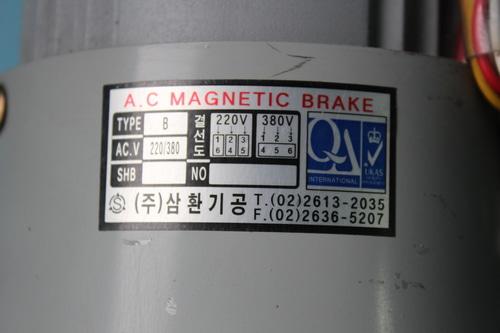 A.C MAGNETIC BRAKE
TYPE B 결선도 220V 380V
1 2 3 1 2 3
AC.V 220/380 6 4 5 4 5 6
SHB NO
QA INTERNATIONAL UKAS
(주)삼환기공 T.(02)2613-2035
F.(02)2636-5207